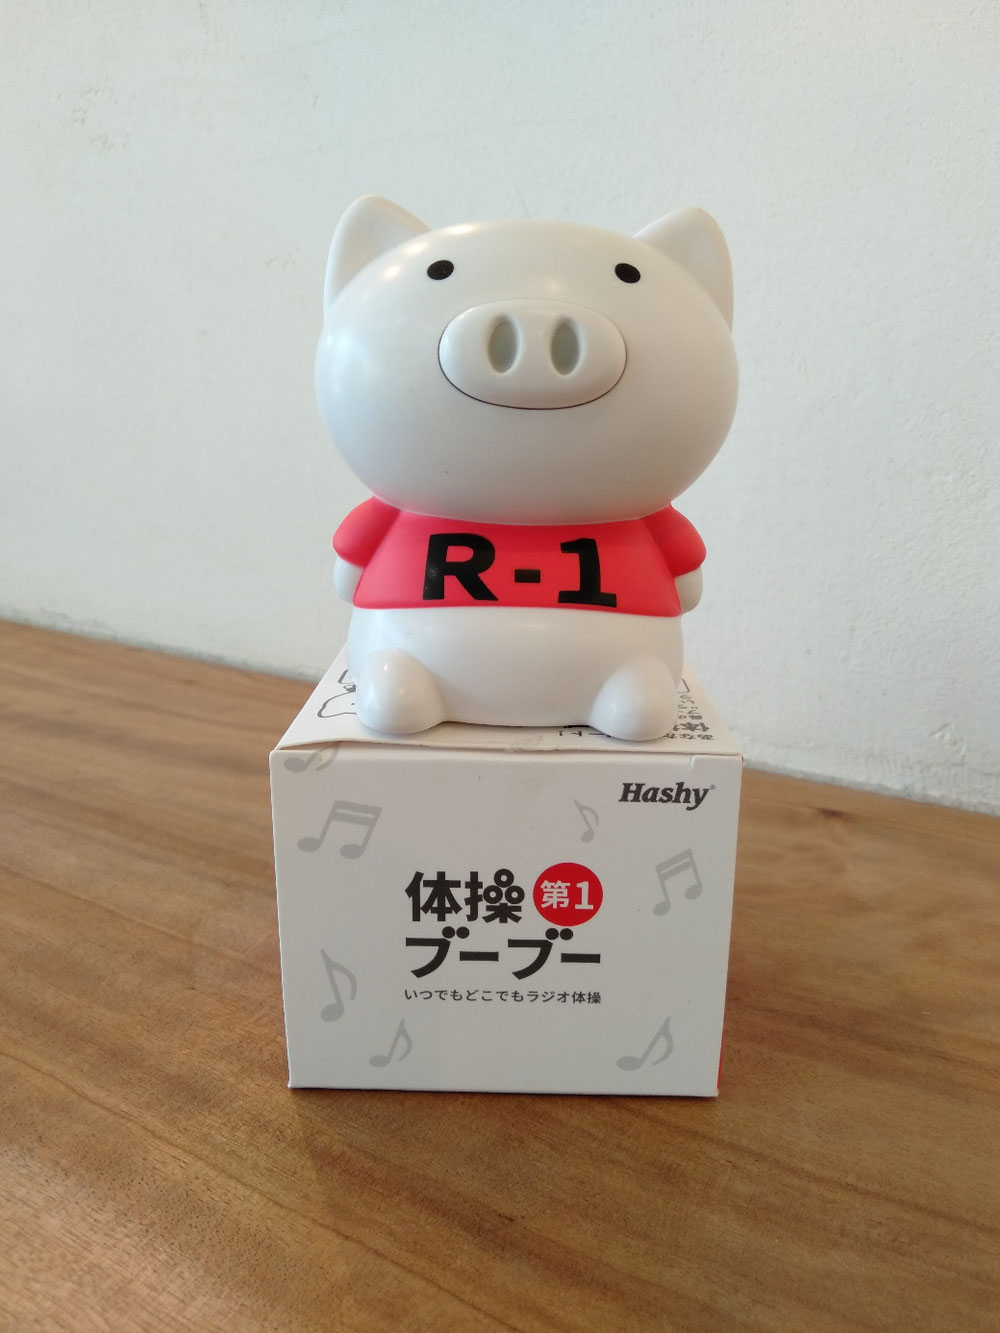 R-1
Hashy
体操 第1
ブーブー
いつでもどこでもラジオ体操